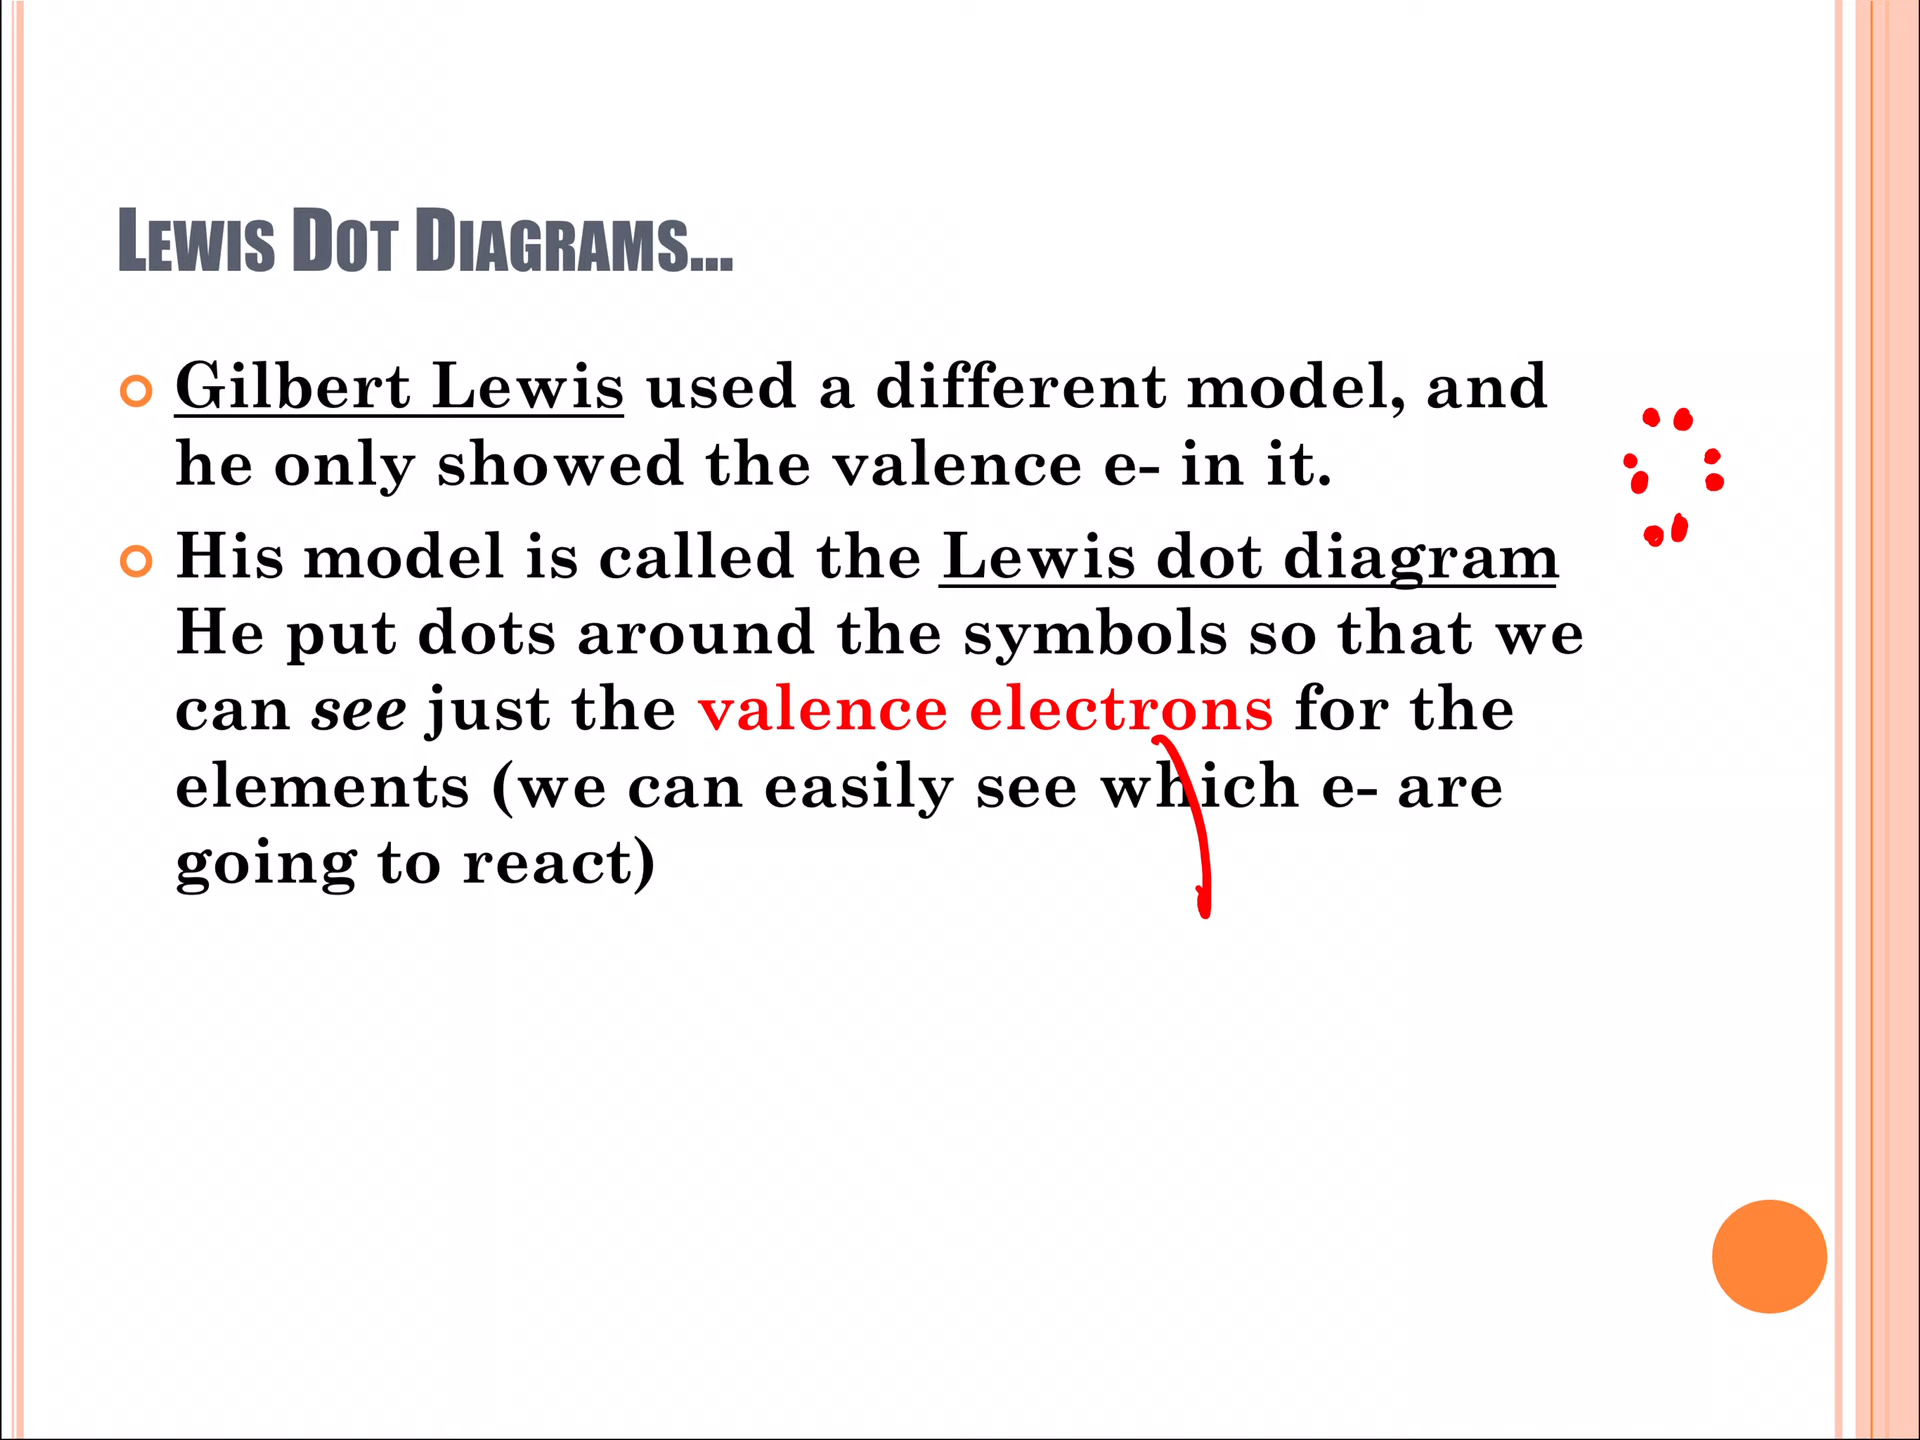 LEWIS DOT DIAGRAMS...
Gilbert Lewis used a different model, and
he only showed the valence e- in it.
His model is called the Lewis dot diagram
He put dots around the symbols so that we
can see just the valence electrons for the
elements (we can easily see which e- are
going to react)